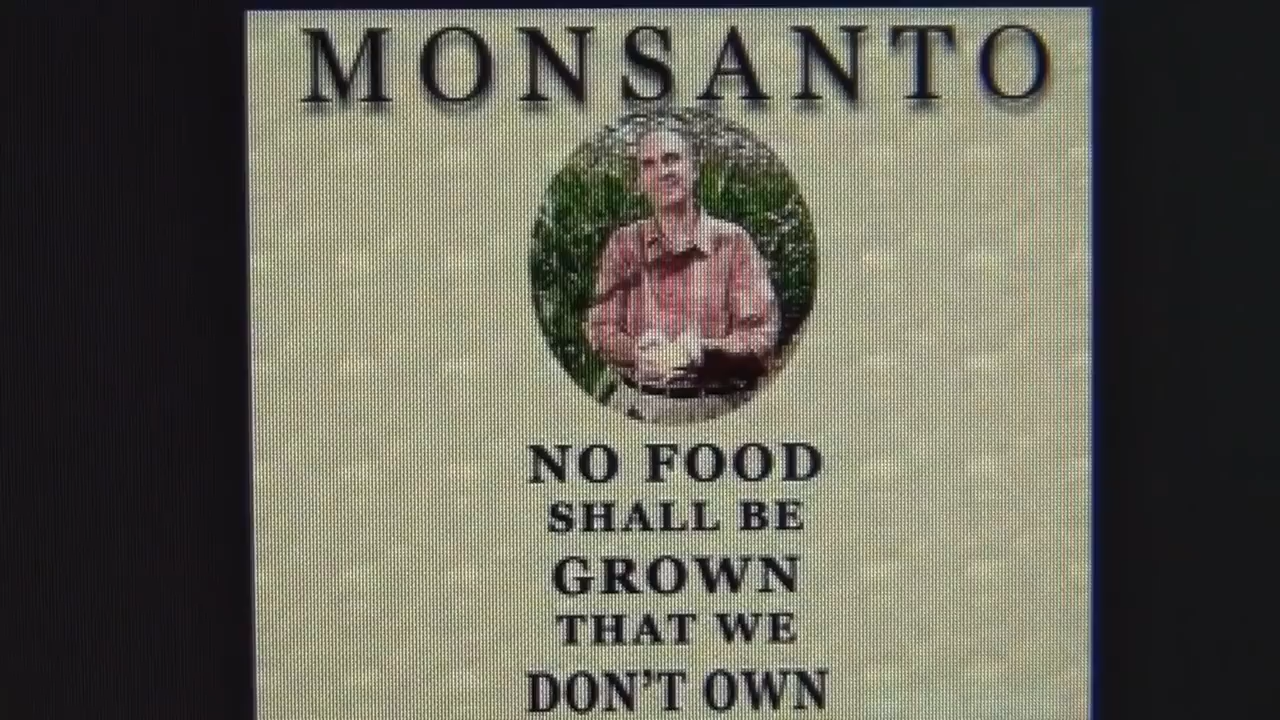 MONSANTO
NO FOOD
SHALL BE
GROWN
THAT WE
DON'T OWN